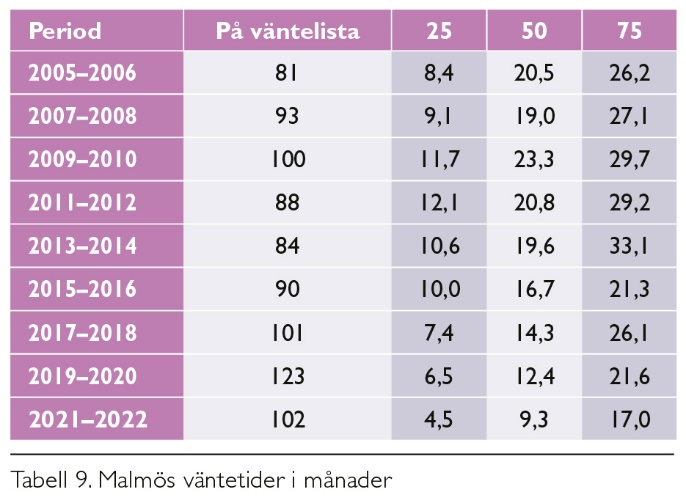 Period På väntelista 25 50 75
2005–2006 81 8,4 20,5 26,2
2007–2008 93 9,1 19,0 27,1
2009–2010 100 11,7 23,3 29,7
2011–2012 88 12,1 20,8 29,2
2013–2014 84 10,6 19,6 33,1
2015–2016 90 10,0 16,7 21,3
2017–2018 101 7,4 14,3 26,1
2019–2020 123 6,5 12,4 21,6
2021–2022 102 4,5 9,3 17,0
Tabell 9. Malmös väntetider i månader